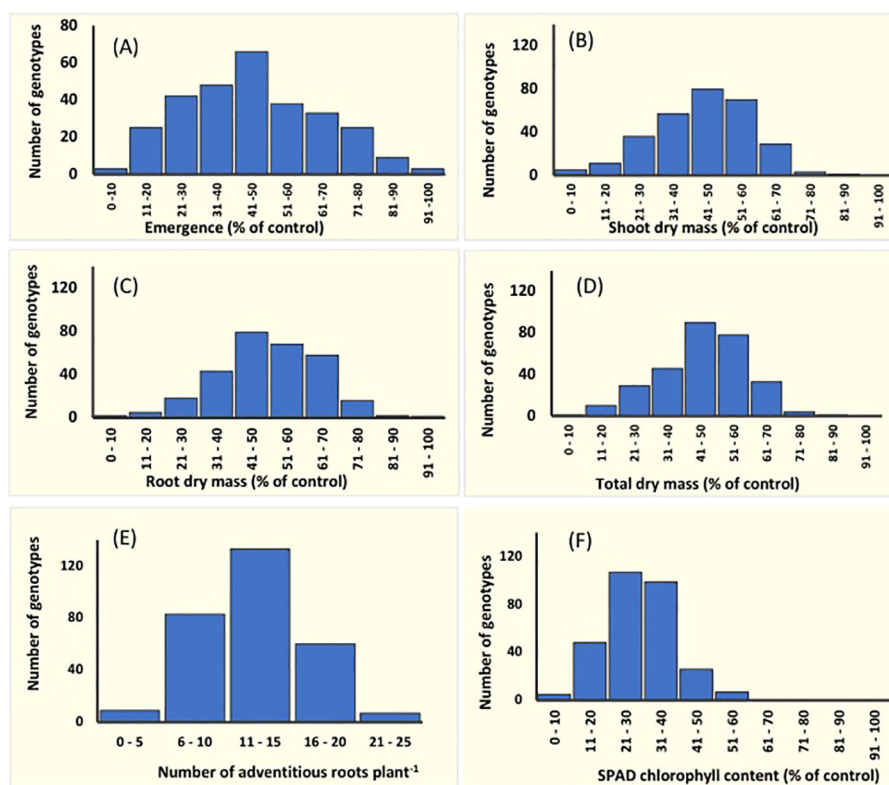 (A)
Number of genotypes
80
60
40
20
0
0 -10
11 -20
21 -30
31 -40
41 -50
51 -60
61 -70
71 -80
81 -90
91 -100
Emergence (% of control)
(B)
Number of genotypes
120
80
40
0
0 - 10
11 - 20
21 - 30
31 - 40
41 - 50
51 - 60
61 - 70
71 - 80
81 - 90
91 - 100
Shoot dry mass (% of control)
(C)
Number of genotypes
120
80
40
0
0 - 10
11 - 20
21 - 30
31 - 40
41 - 50
51 - 60
61 - 70
71 - 80
81 - 90
91 - 100
Root dry mass (% of control)
(D)
Number of genotypes
120
80
40
0
0 - 10
11 - 20
21 - 30
31 - 40
41 - 50
51 - 60
61 - 70
71 - 80
81 - 90
91 - 100
Total dry mass (% of control)
(E)
Number of genotypes
120
80
40
0
0 - 5
6 - 10
11 - 15
16 - 20
21 - 25
Number of adventitious roots plant⁻¹
(F)
Number of genotypes
120
80
40
0
0 - 10
11 - 20
21 - 30
31 - 40
41 - 50
51 - 60
61 - 70
71 - 80
81 - 90
91 - 100
SPAD chlorophyll content (% of control)